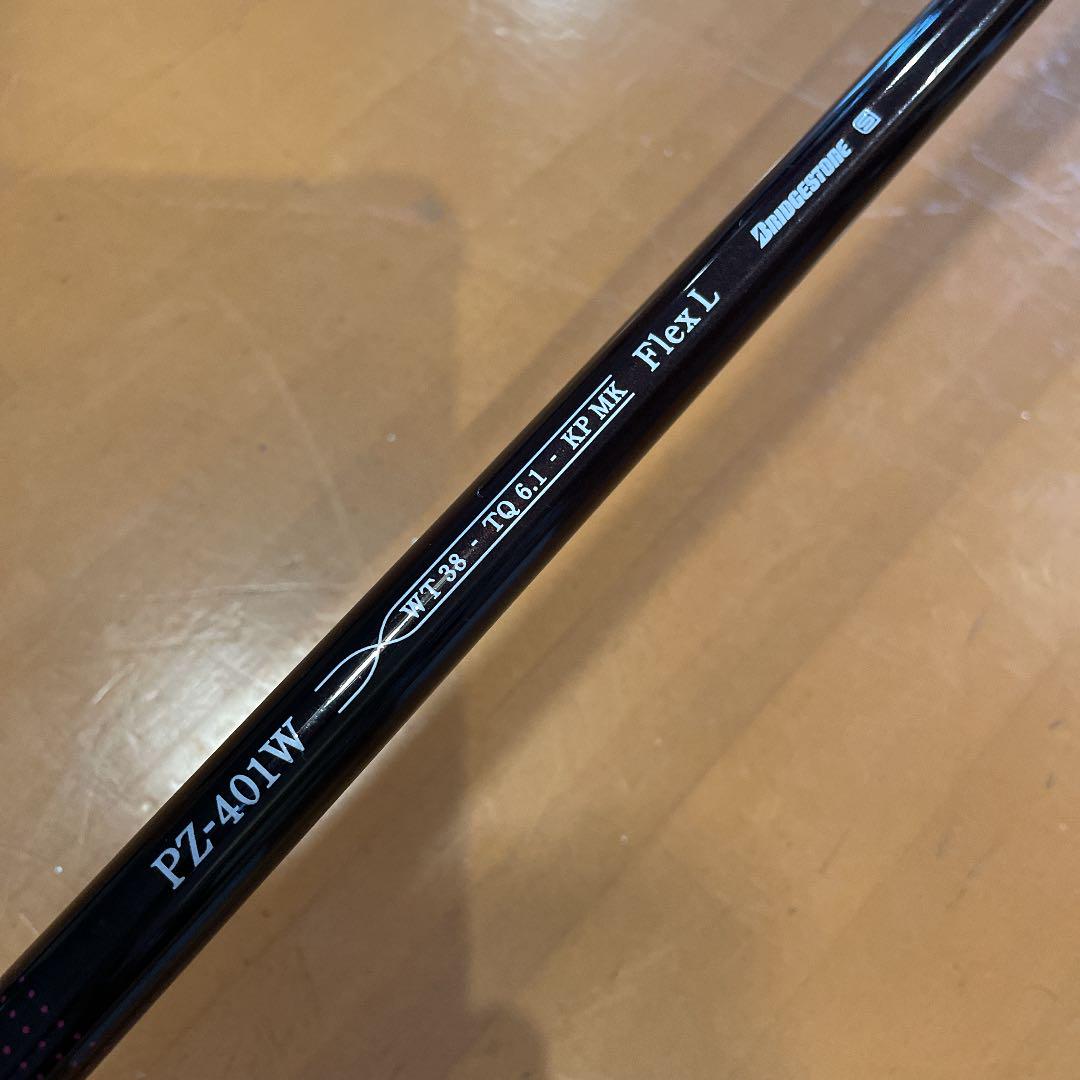 PZ-401W WT 38 - TQ 6.1 - KP MK Flex L BRIDGESTONE S